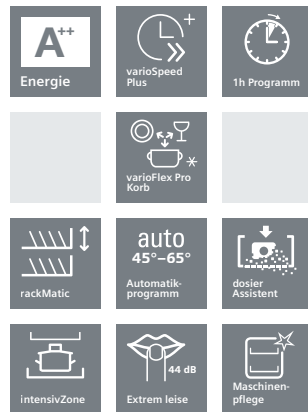 A++
Energie
+
varioSpeed
Plus
1h Programm
varioFlex Pro
Korb
rackMatic
auto
45°–65°
Automatik-
programm
dosier
Assistent
intensivZone
44 dB
Extrem leise
Maschinen-
pflege